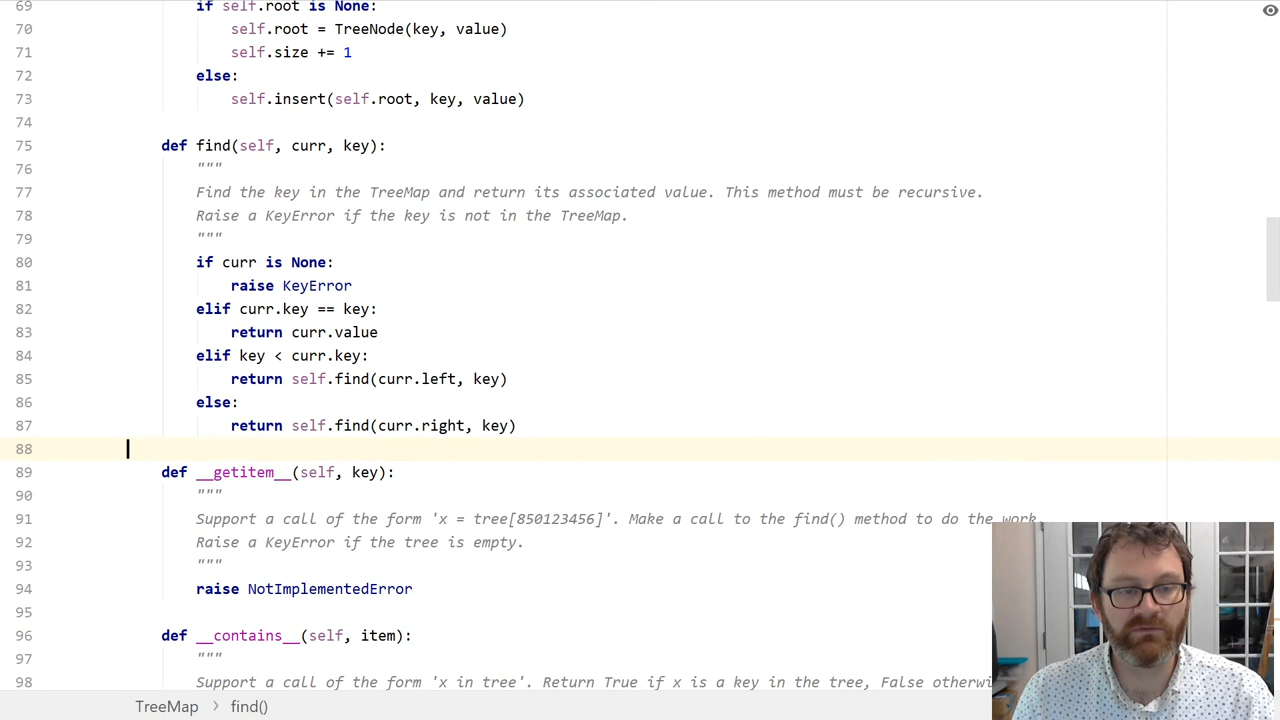 69 if self.root is None:
70 self.root = TreeNode(key, value)
71 self.size += 1
72 else:
73 self.insert(self.root, key, value)
74
75 def find(self, curr, key):
76 """
77 Find the key in the TreeMap and return its associated value. This method must be recursive.
78 Raise a KeyError if the key is not in the TreeMap.
79 """
80 if curr is None:
81 raise KeyError
82 elif curr.key == key:
83 return curr.value
84 elif key < curr.key:
85 return self.find(curr.left, key)
86 else:
87 return self.find(curr.right, key)
88
89 def __getitem__(self, key):
90 """
91 Support a call of the form 'x = tree[850123456]'. Make a call to the find() method to do the work.
92 Raise a KeyError if the tree is empty.
93 """
94 raise NotImplementedError
95
96 def __contains__(self, item):
97 """
98 Support a call of the form 'x in tree'. Return True if x is a key in the tree, False otherwi
TreeMap > find()